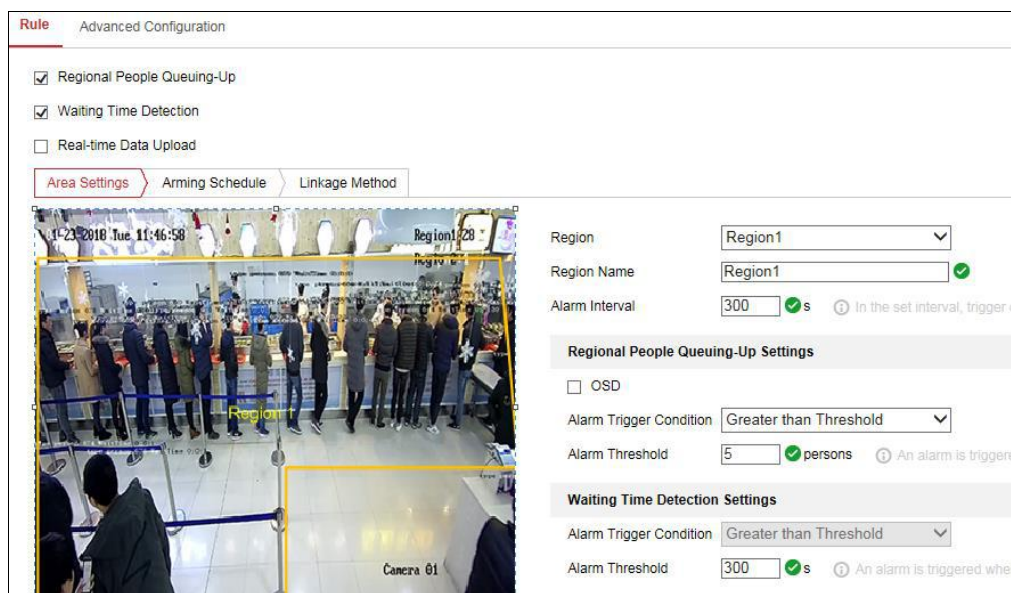 Rule Advanced Configuration
Regional People Queuing-Up
Waiting Time Detection
Real-time Data Upload
Area Settings Arming Schedule Linkage Method
1-23-2018 Tue 11:46:58 Region1 28
Region
Region 1
Camera 01
Region Region1
Region Name Region1
Alarm Interval 300 s In the set interval, trigger
Regional People Queuing-Up Settings
OSD
Alarm Trigger Condition Greater than Threshold
Alarm Threshold 5 persons An alarm is triggere
Waiting Time Detection Settings
Alarm Trigger Condition Greater than Threshold
Alarm Threshold 300 s An alarm is triggered whe